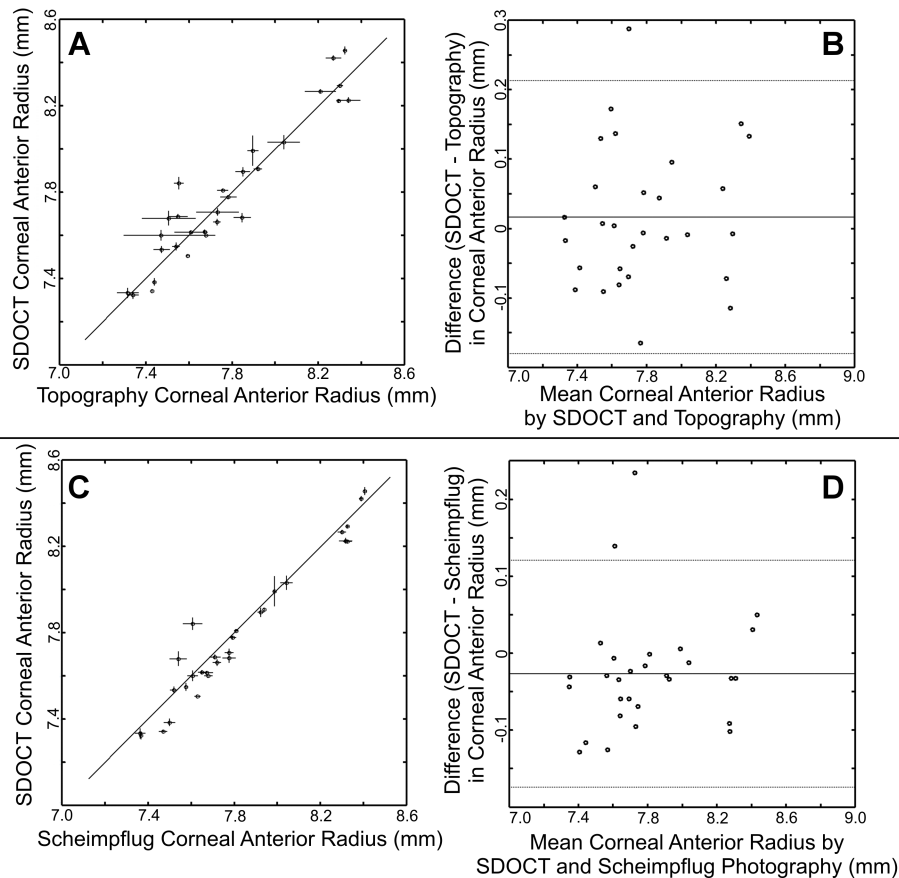 A
SDOCT Corneal Anterior Radius (mm)
8.6
8.2
7.8
7.4
7.0 7.4 7.8 8.2 8.6
Topography Corneal Anterior Radius (mm)
B
Difference (SDOCT - Topography)
in Corneal Anterior Radius (mm)
0.3
0.2
0.1
0
-0.1
7.0 7.4 7.8 8.2 8.6 9.0
Mean Corneal Anterior Radius
by SDOCT and Topography (mm)
C
SDOCT Corneal Anterior Radius (mm)
8.6
8.2
7.8
7.4
7.0 7.4 7.8 8.2 8.6
Scheimpflug Corneal Anterior Radius (mm)
D
Difference (SDOCT - Scheimpflug)
in Corneal Anterior Radius (mm)
0.2
0.1
0
-0.1
7.0 7.4 7.8 8.2 8.6 9.0
Mean Corneal Anterior Radius by
SDOCT and Scheimpflug Photography (mm)